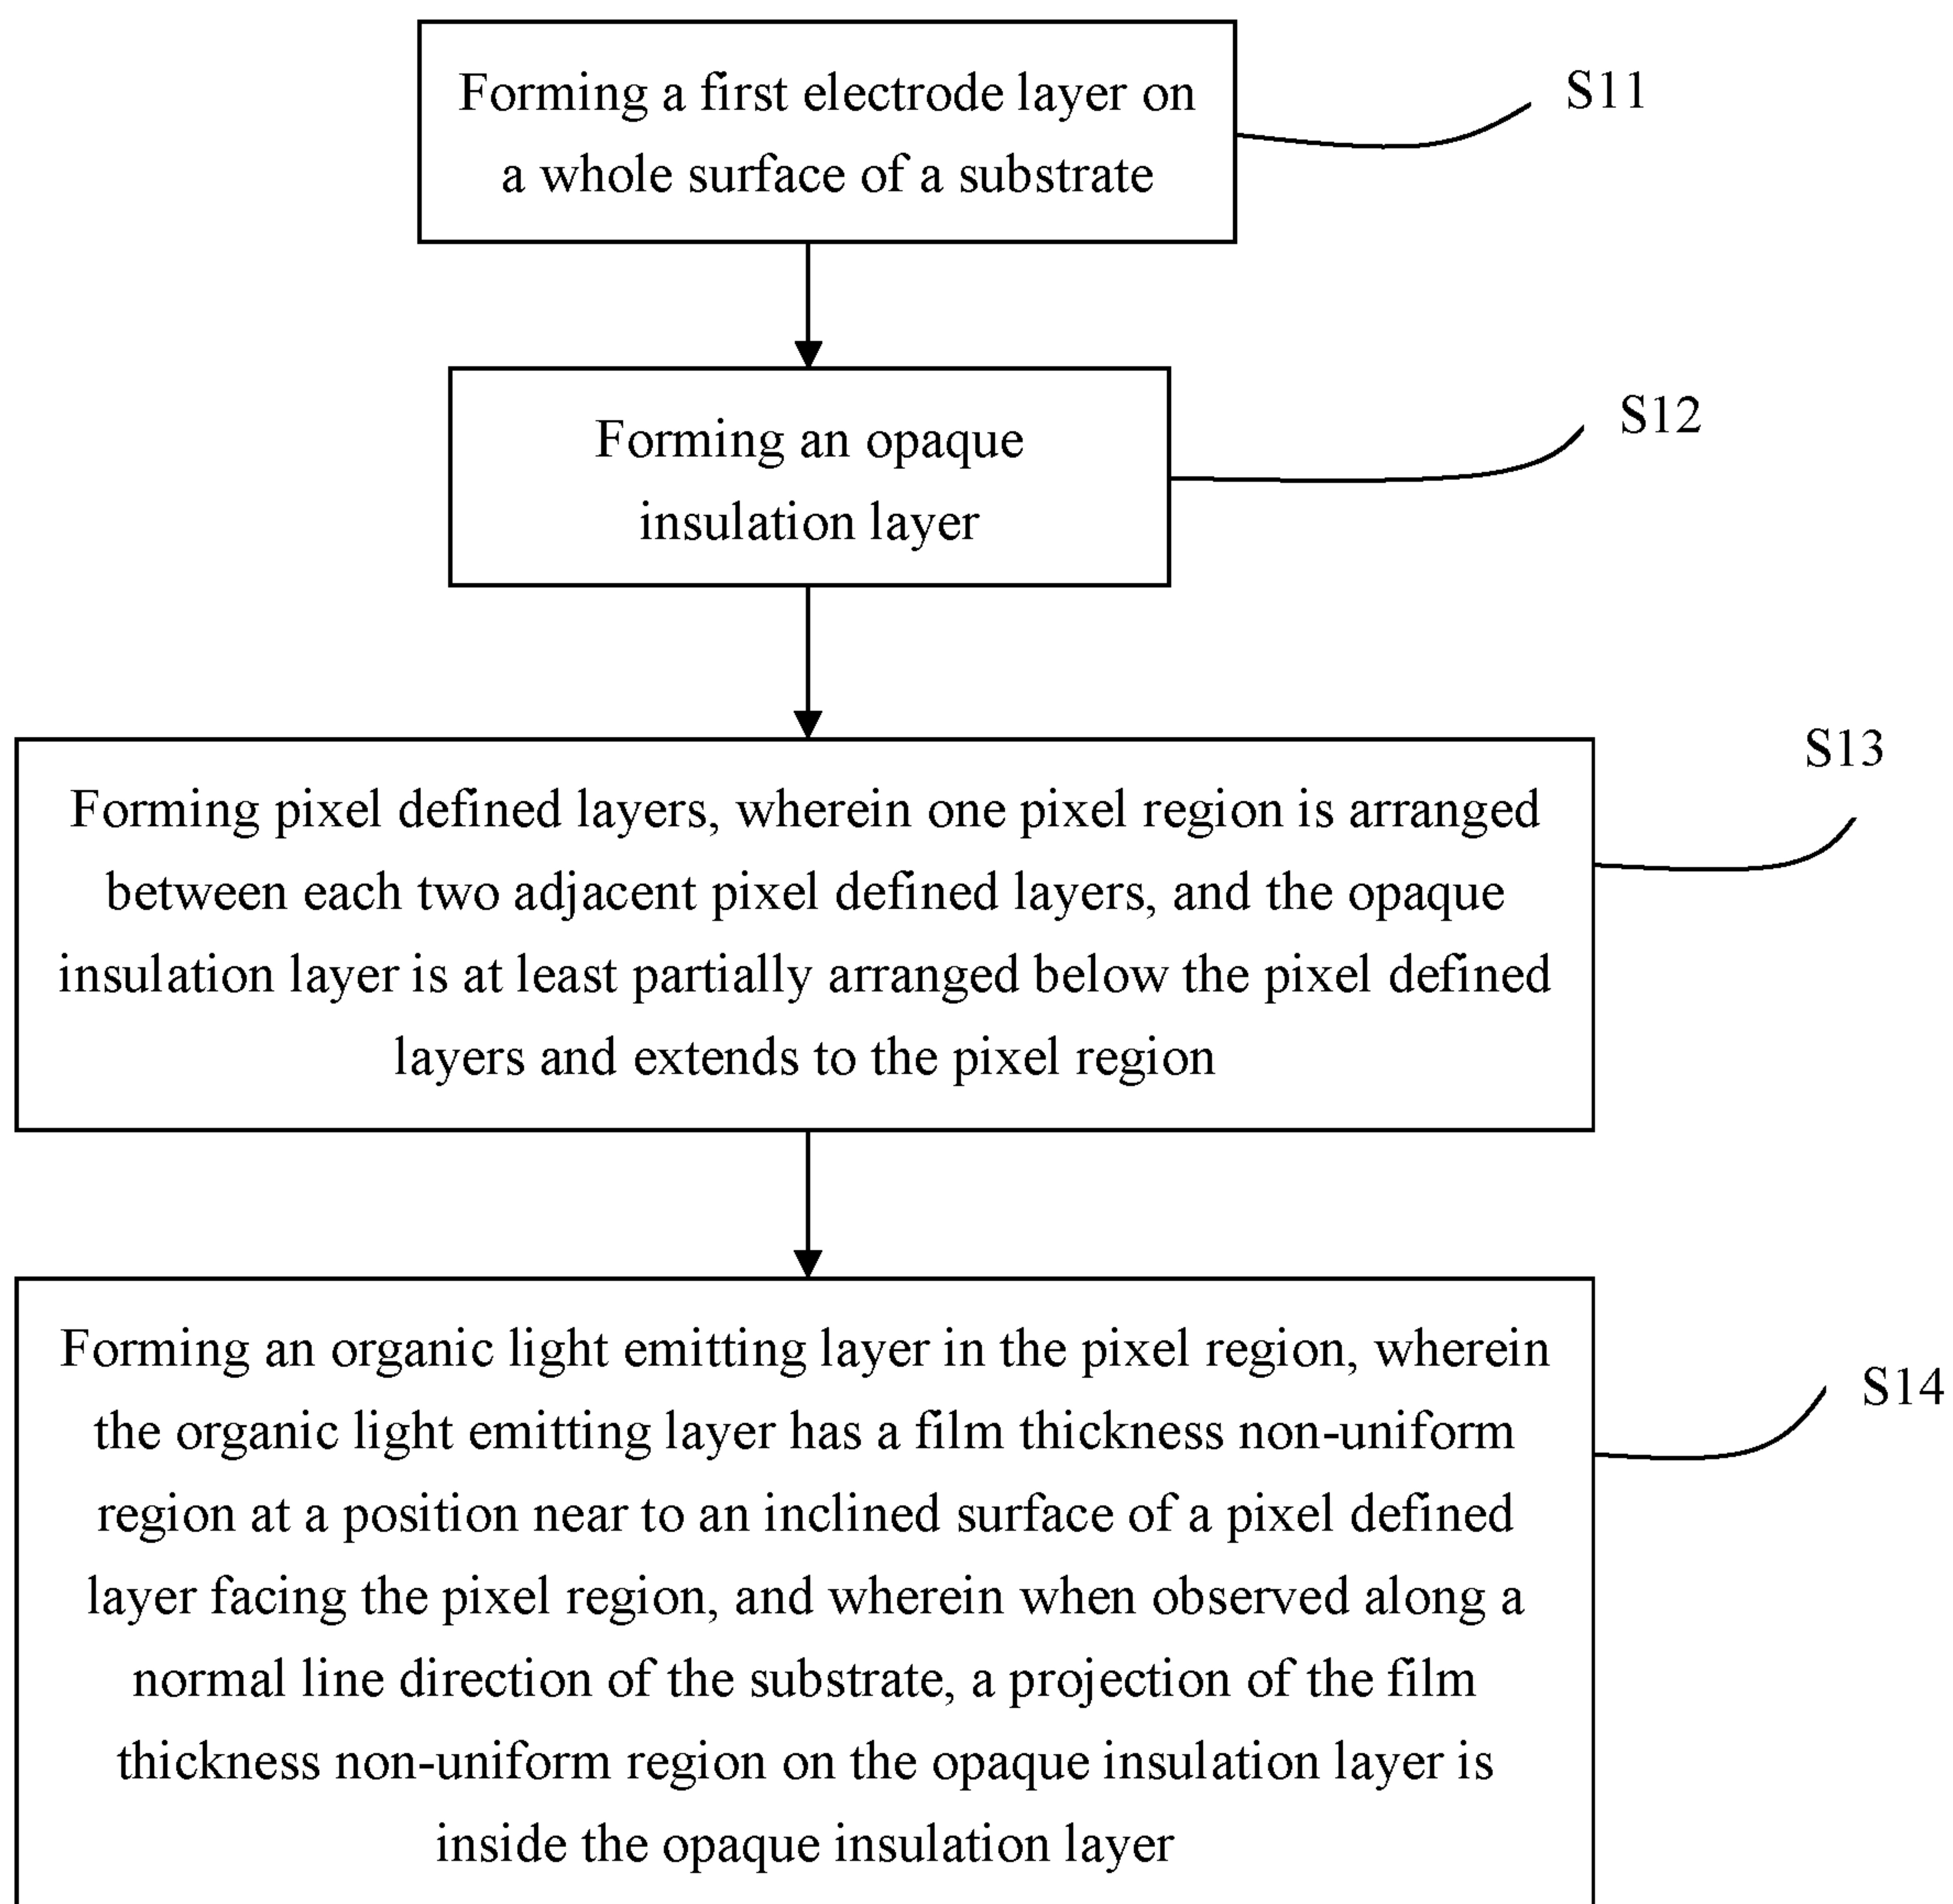 Forming a first electrode layer on
a whole surface of a substrate
S11
Forming an opaque
insulation layer
S12
Forming pixel defined layers, wherein one pixel region is arranged
between each two adjacent pixel defined layers, and the opaque
insulation layer is at least partially arranged below the pixel defined
layers and extends to the pixel region
S13
Forming an organic light emitting layer in the pixel region, wherein
the organic light emitting layer has a film thickness non-uniform
region at a position near to an inclined surface of a pixel defined
layer facing the pixel region, and wherein when observed along a
normal line direction of the substrate, a projection of the film
thickness non-uniform region on the opaque insulation layer is
inside the opaque insulation layer
S14